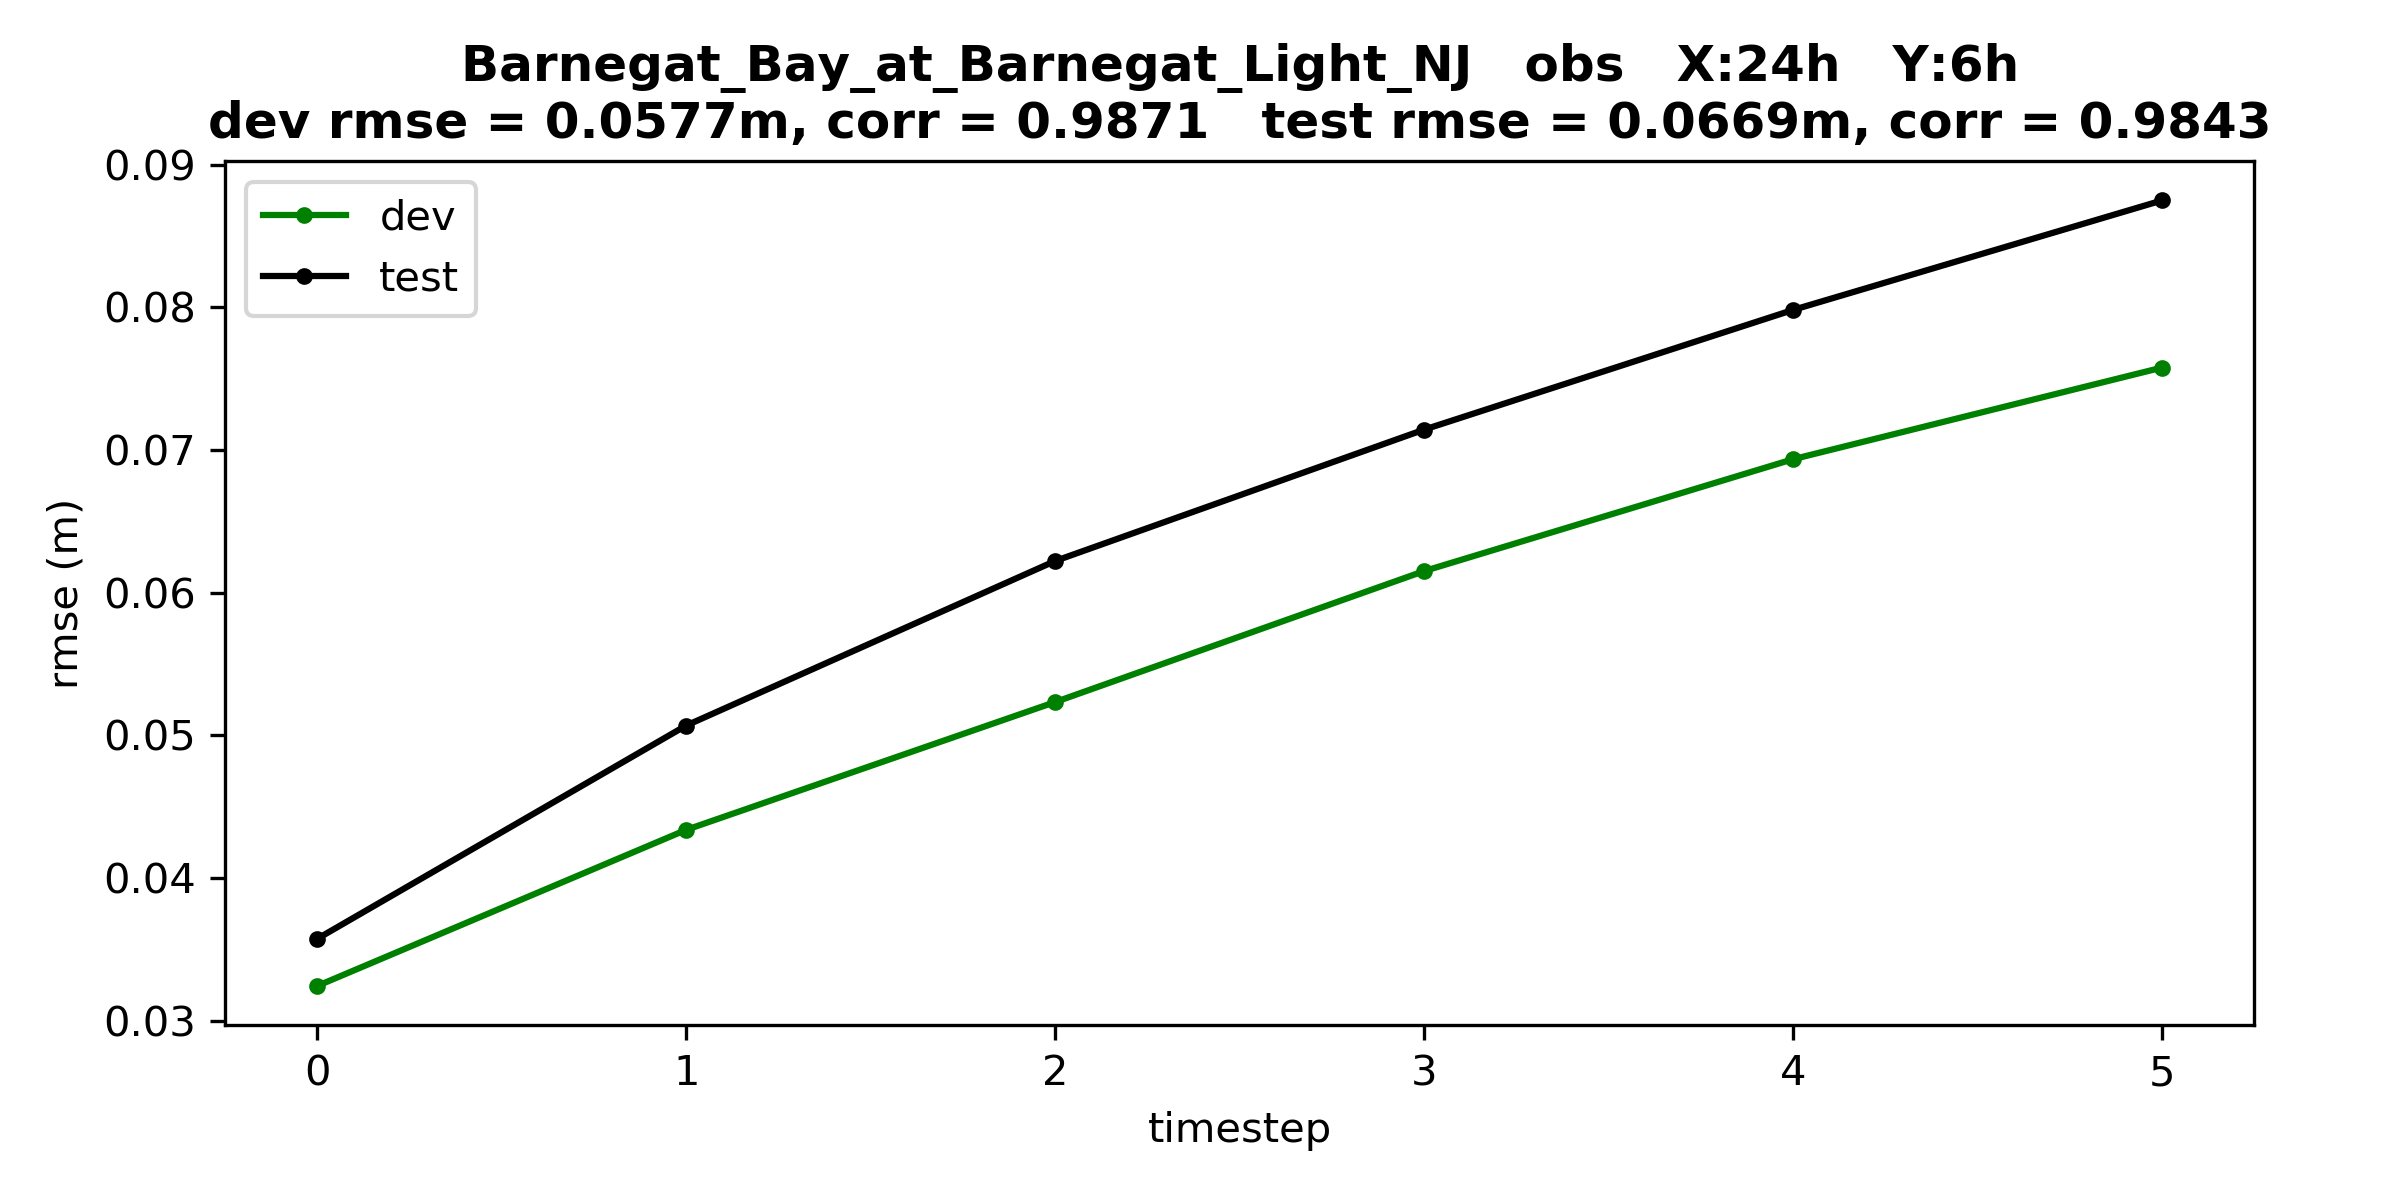 Barnegat_Bay_at_Barnegat_Light_NJ   obs   X:24h   Y:6h
dev rmse = 0.0577m, corr = 0.9871   test rmse = 0.0669m, corr = 0.9843
0.09
0.08
0.07
0.06
0.05
0.04
0.03
rmse (m)
dev
test
0 1 2 3 4 5
timestep